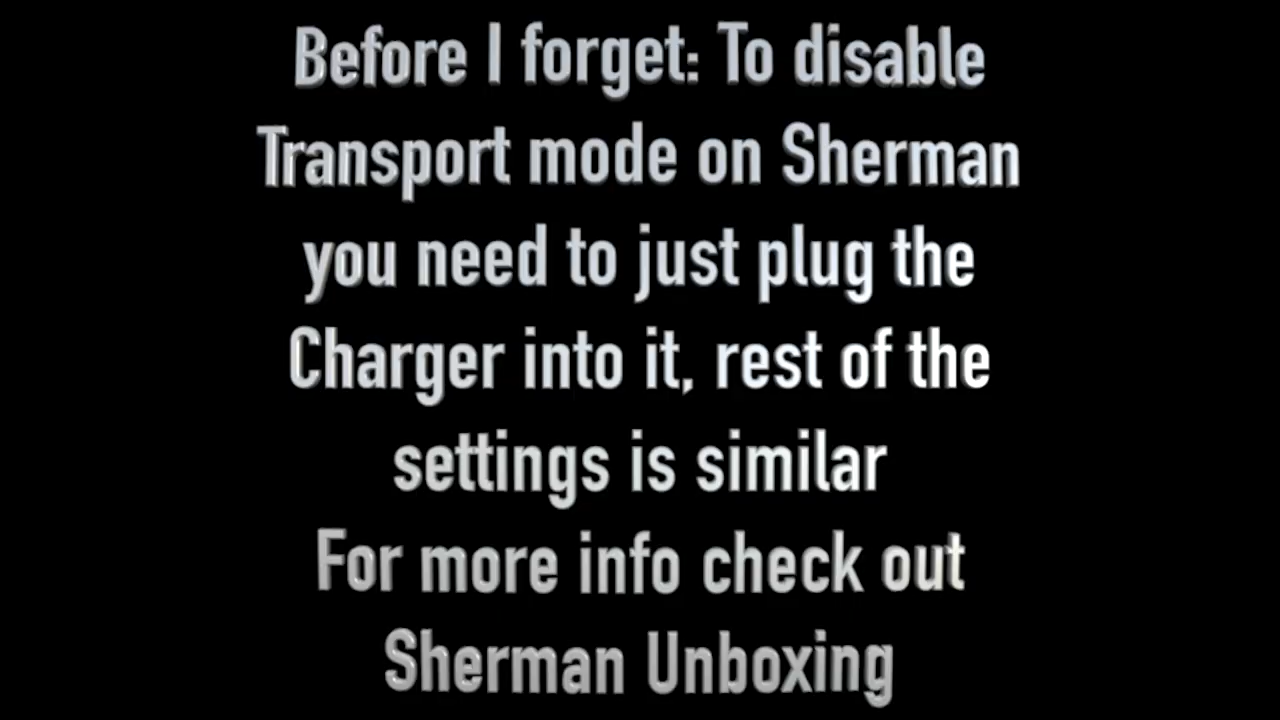 Before I forget: To disable
Transport mode on Sherman
you need to just plug the
Charger into it, rest of the
settings is similar
For more info check out
Sherman Unboxing